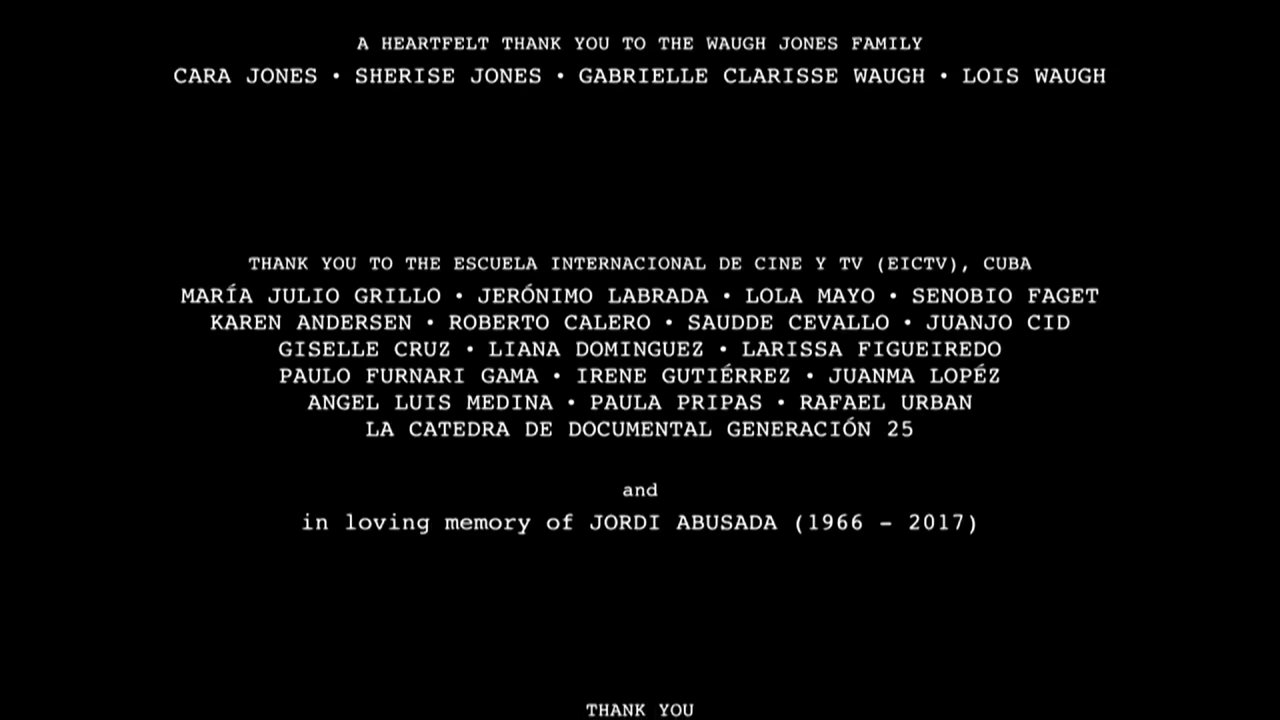 A HEARTFELT THANK YOU TO THE WAUGH JONES FAMILY
CARA JONES • SHERISE JONES • GABRIELLE CLARISSE WAUGH • LOIS WAUGH
THANK YOU TO THE ESCUELA INTERNACIONAL DE CINE Y TV (EICTV), CUBA
MARÍA JULIO GRILLO • JERÓNIMO LABRADA • LOLA MAYO • SENOBIO FAGET
KAREN ANDERSEN • ROBERTO CALERO • SAUDDE CEVALLO • JUANJO CID
GISELLE CRUZ • LIANA DOMINGUEZ • LARISSA FIGUEIREDO
PAULO FURNARI GAMA • IRENE GUTIÉRREZ • JUANMA LOPÉZ
ANGEL LUIS MEDINA • PAULA PRIPAS • RAFAEL URBAN
LA CATEDRA DE DOCUMENTAL GENERACIÓN 25
and
in loving memory of JORDI ABUSADA (1966 – 2017)
THANK YOU